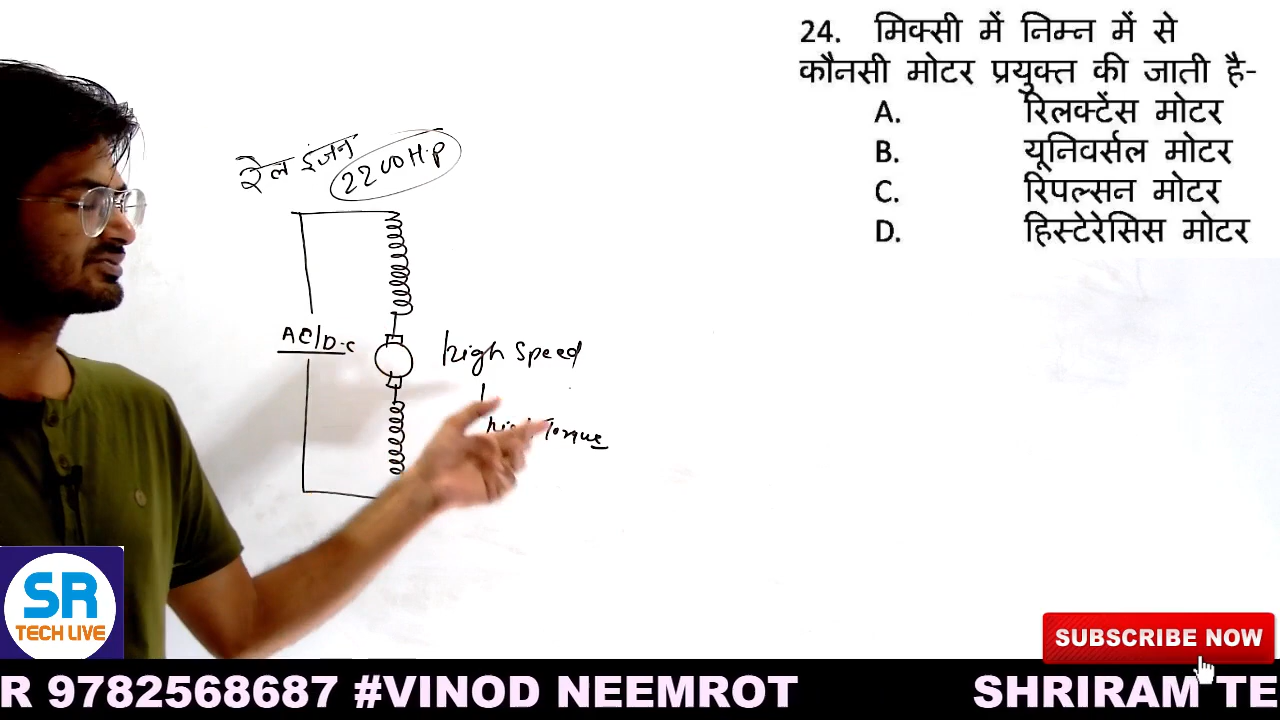 24. मिक्सी में निम्न में से
कौनसी मोटर प्रयुक्त की जाती है-
A. रिलक्टेंस मोटर
B. यूनिवर्सल मोटर
C. रिपल्सन मोटर
D. हिस्टेरेसिस मोटर
रेल इंजन
2200 H.P
AC/D.C
high speed
high Torque
SR
TECH LIVE
SUBSCRIBE NOW
R 9782568687 #VINOD NEEMROT SHRIRAM TE